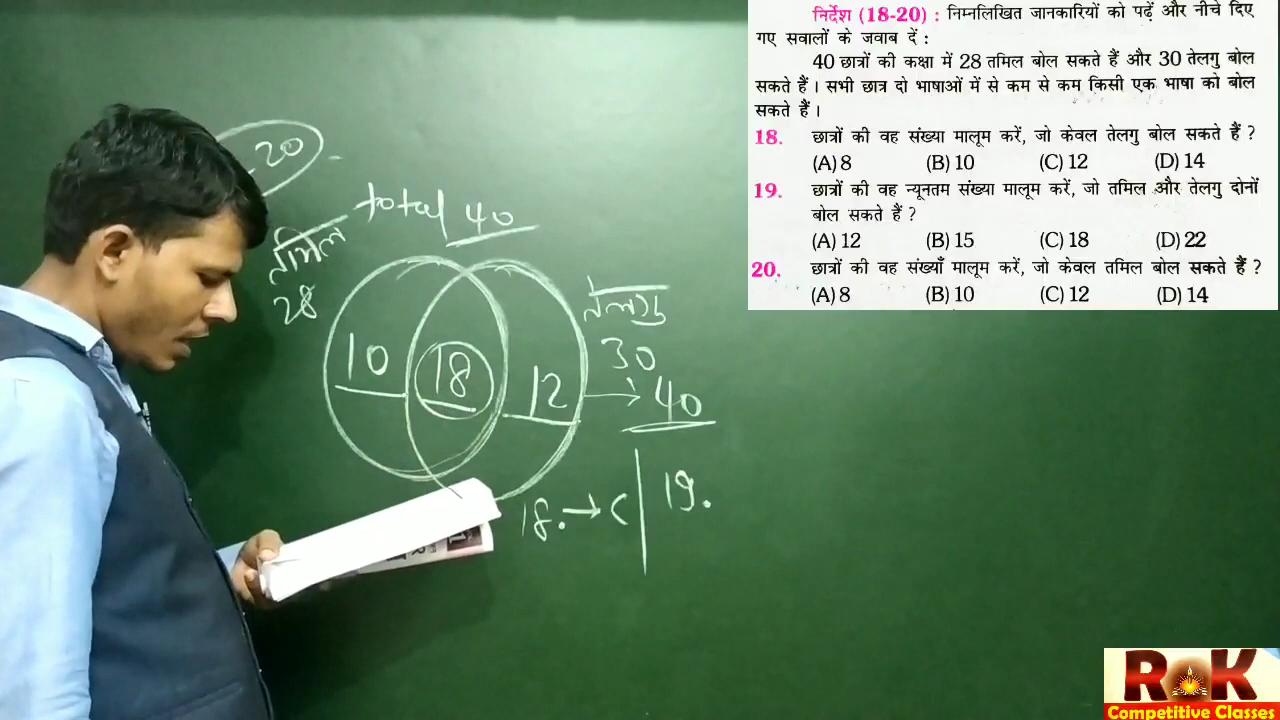 निर्देश (18-20) : निम्नलिखित जानकारियों को पढ़ें और नीचे दिए
गए सवालों के जवाब दें :
40 छात्रों की कक्षा में 28 तमिल बोल सकते हैं और 30 तेलगु बोल
सकते हैं। सभी छात्र दो भाषाओं में से कम से कम किसी एक भाषा को बोल
सकते हैं।
18. छात्रों की वह संख्या मालूम करें, जो केवल तेलगु बोल सकते हैं ?
(A) 8 (B) 10 (C) 12 (D) 14
19. छात्रों की वह न्यूनतम संख्या मालूम करें, जो तमिल और तेलगु दोनों
बोल सकते हैं ?
(A) 12 (B) 15 (C) 18 (D) 22
20. छात्रों की वह संख्याँ मालूम करें, जो केवल तमिल बोल सकते हैं ?
(A) 8 (B) 10 (C) 12 (D) 14
20
total 40
तमिल
28
तेलगु
30
10 18 12 → 40
18. → C | 19.
ROK
Competitive Classes